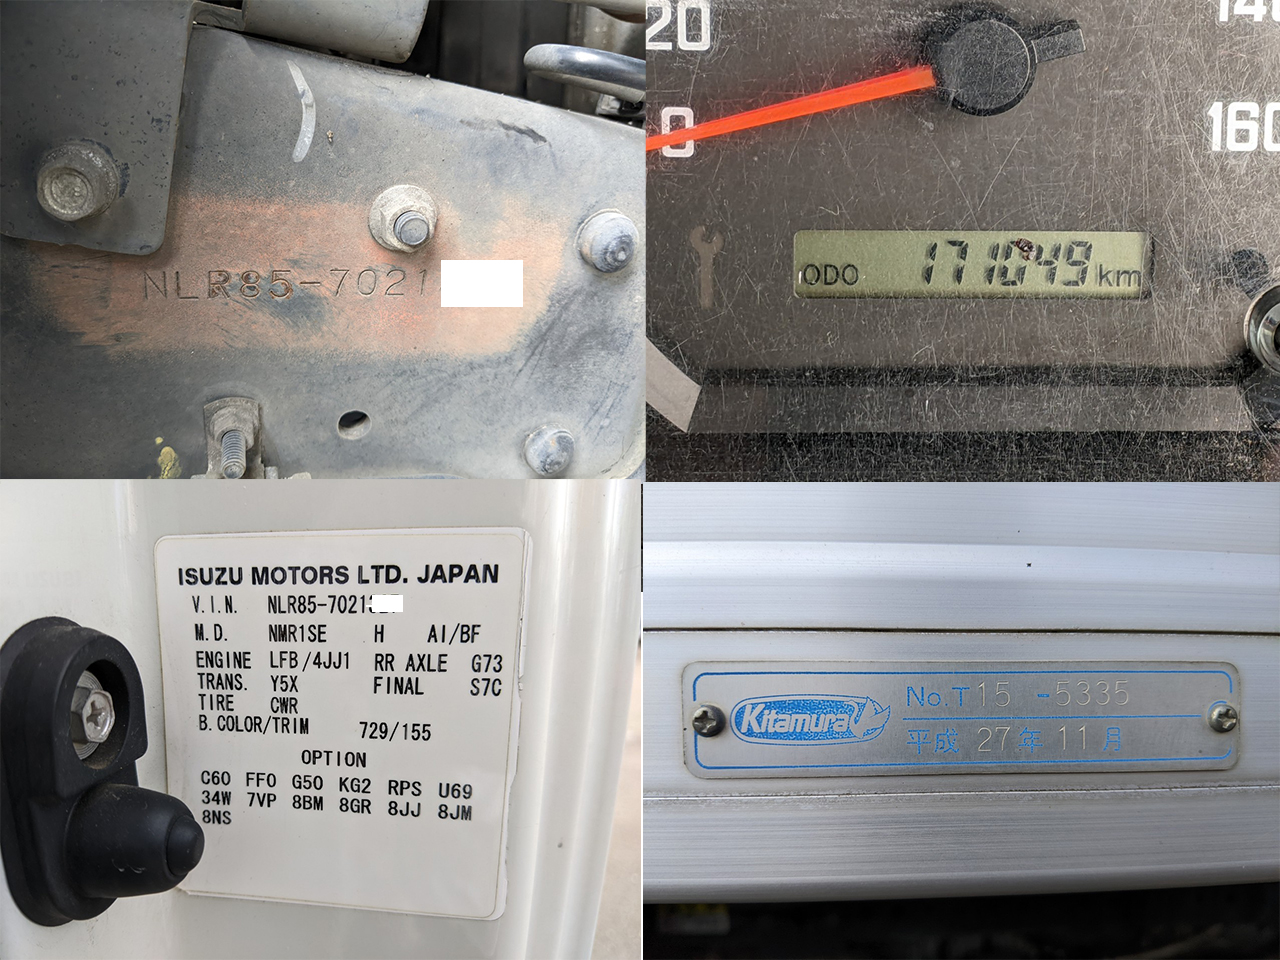 NLR85-7021
20
0
140
160
ODO 171049 km
ISUZU MOTORS LTD. JAPAN
V.I.N. NLR85-7021
M.D. NMR1SE H AI/BF
ENGINE LFB/4JJ1 RR AXLE G73
TRANS. Y5X FINAL S7C
TIRE CWR
B.COLOR/TRIM 729/155
OPTION
C60 FF0 G50 KG2 RPS U69
34W 7VP 8BM 8GR 8JJ 8JM
8NS
Kitamura
No.T15 -5335
平成 27年 11月